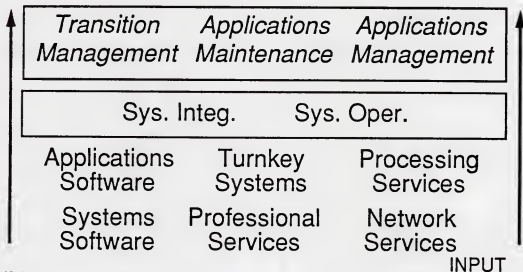 Transition Applications Applications
Management Maintenance Management
Sys. Integ. Sys. Oper.
Applications Turnkey Processing
Software Systems Services
Systems Professional Network
Software Services Services
INPUT